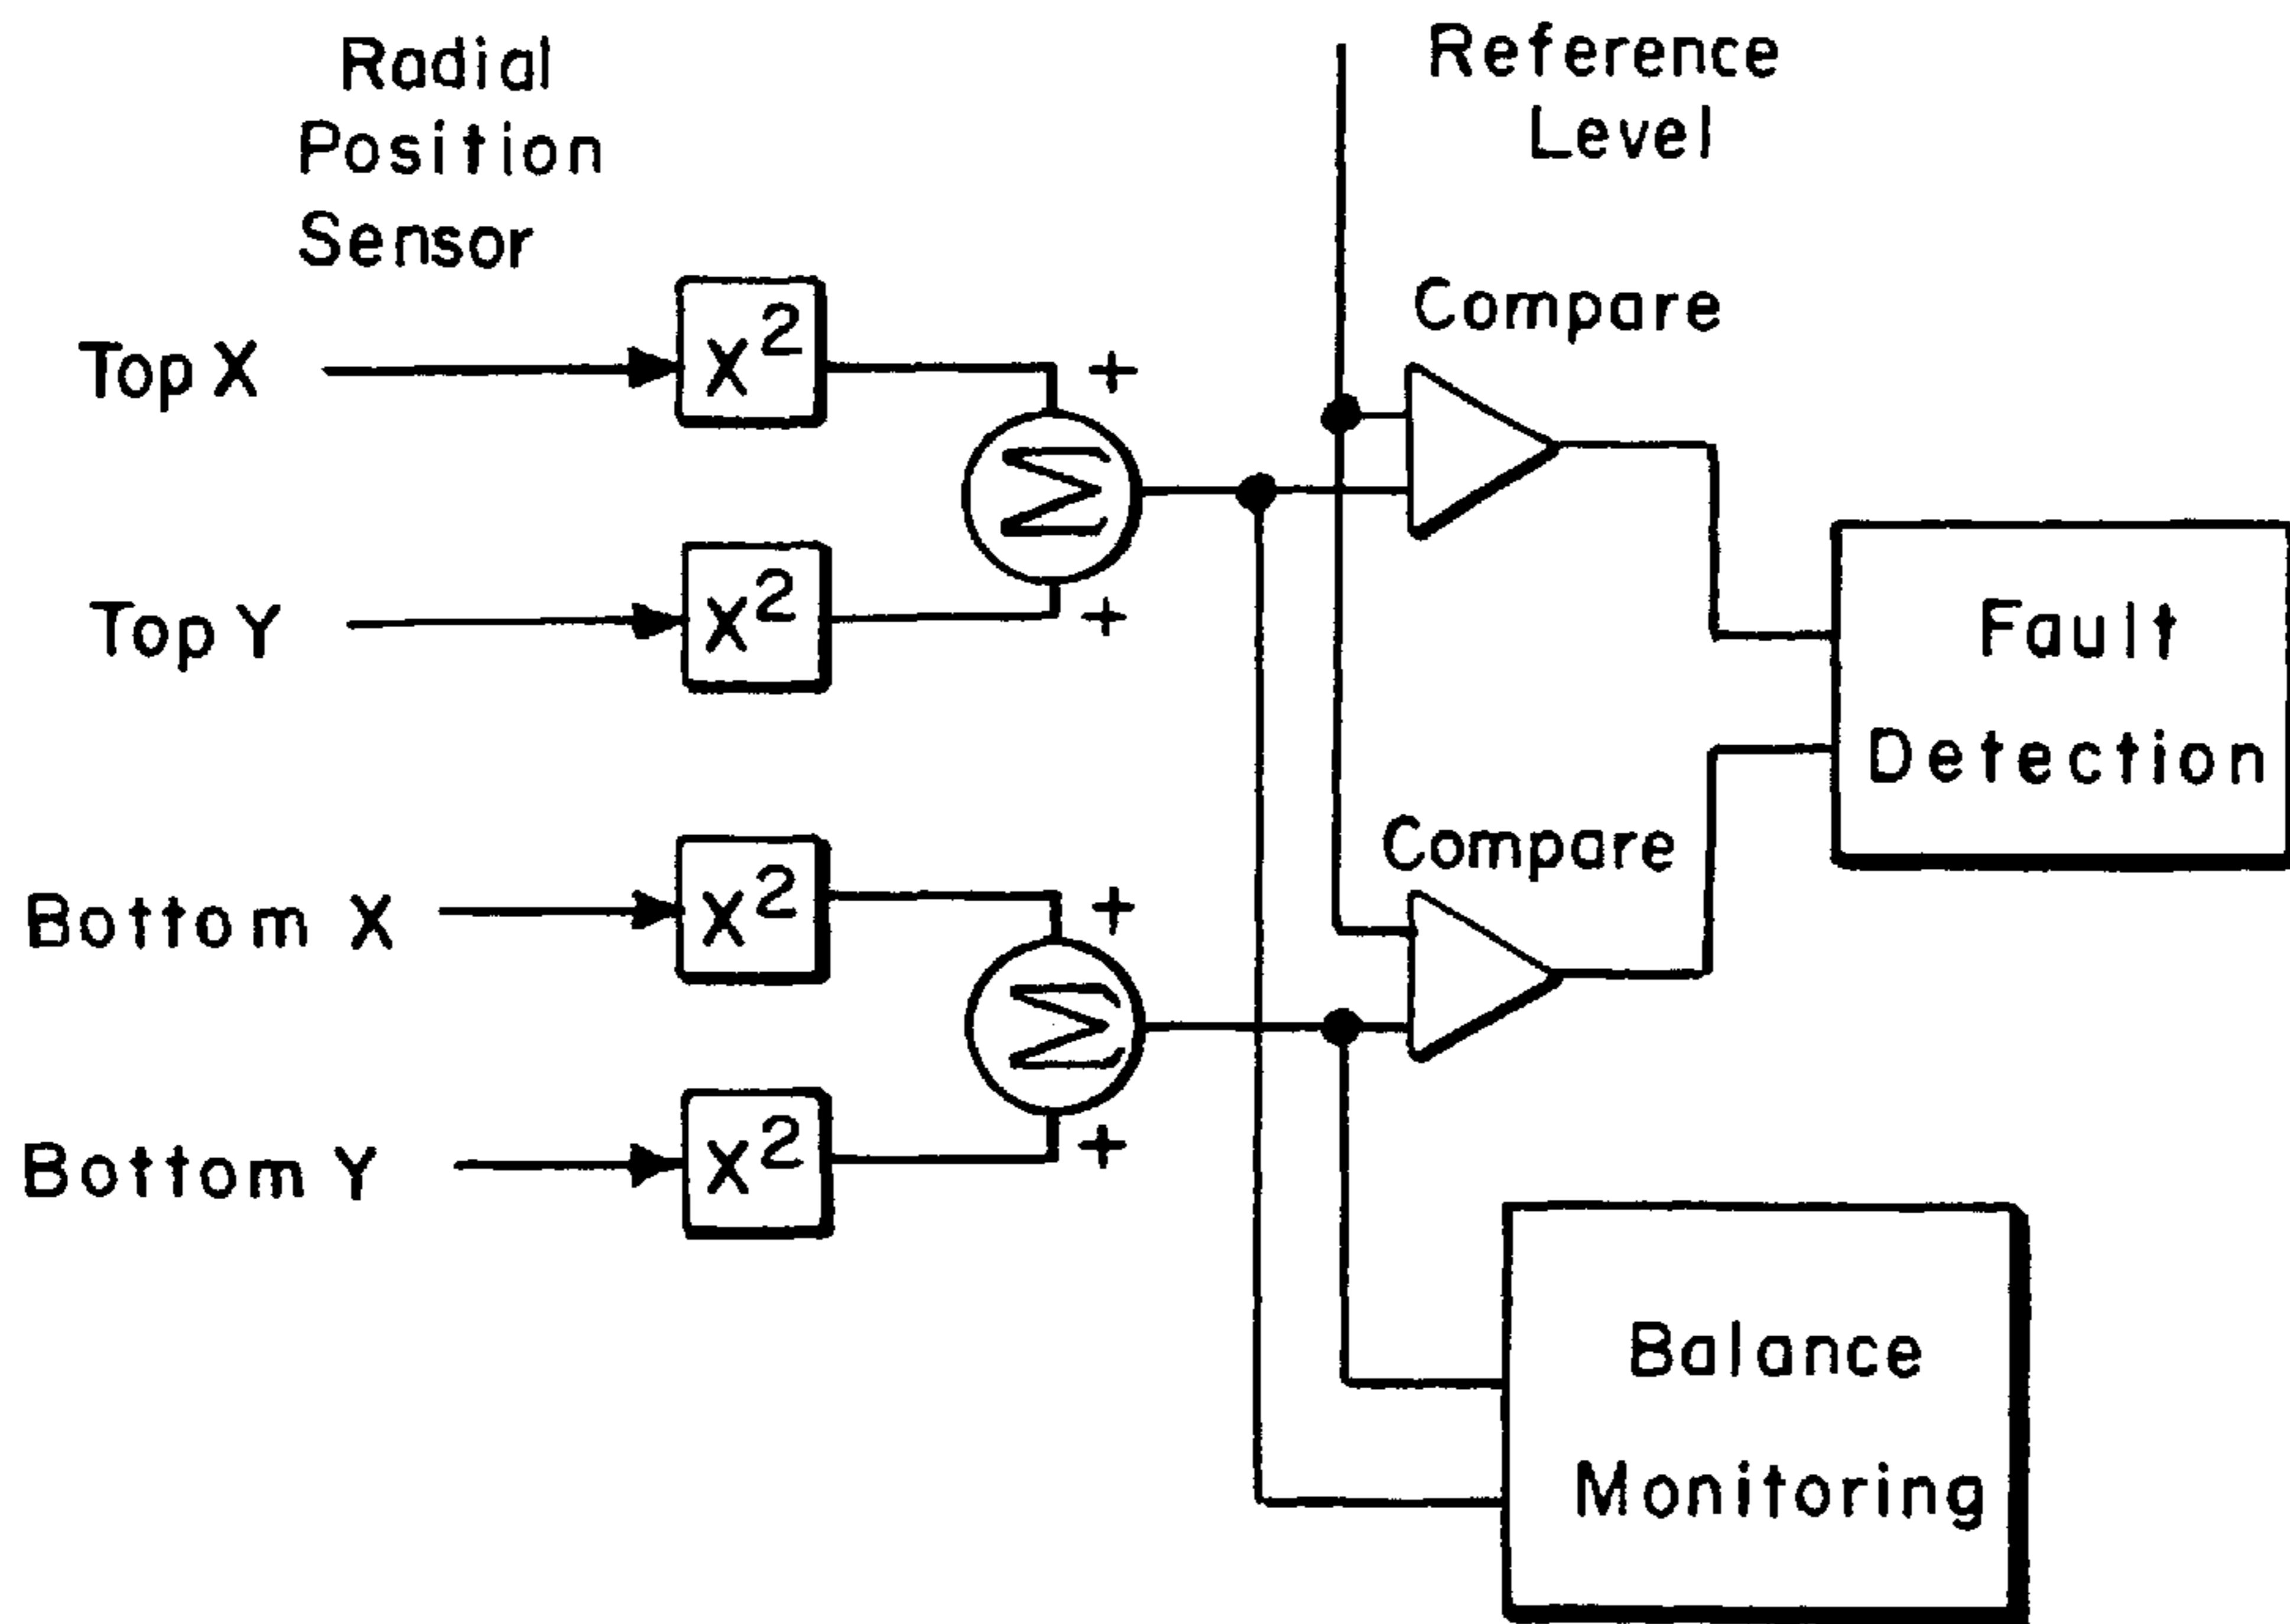 Radial
Position
Sensor
Reference
Level
Compare
Top X
X²
+
Σ
Top Y
X²
+
Fault
Detection
Compare
Bottom X
X²
+
Σ
Bottom Y
X²
+
Balance
Monitoring